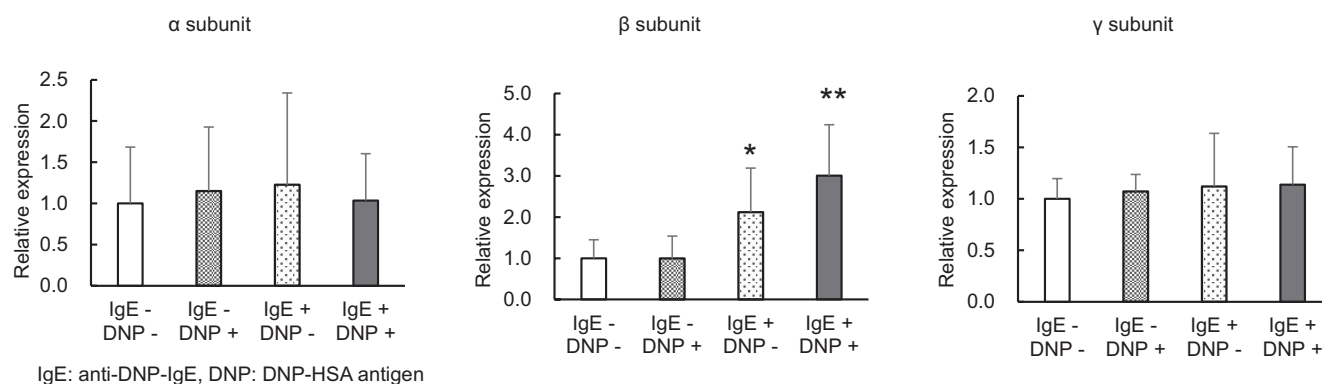 α subunit
Relative expression
2.5
2.0
1.5
1.0
0.5
0.0
IgE - IgE - IgE + IgE +
DNP - DNP + DNP - DNP +
β subunit
Relative expression
5.0
4.0
3.0
2.0
1.0
0.0
*
**
IgE - IgE - IgE + IgE +
DNP - DNP + DNP - DNP +
γ subunit
Relative expression
2.0
1.5
1.0
0.5
0.0
IgE - IgE - IgE + IgE +
DNP - DNP + DNP - DNP +
IgE: anti-DNP-IgE, DNP: DNP-HSA antigen